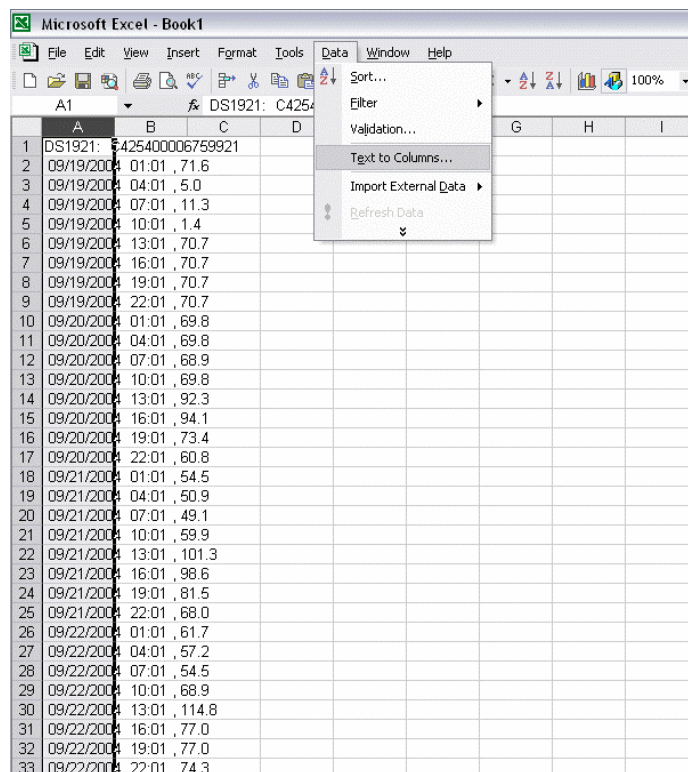 Microsoft Excel - Book1
File Edit View Insert Format Tools Data Window Help
100%
A1 fx DS1921: C4254
Sort...
Filter
Validation...
Text to Columns...
Import External Data
Refresh Data
A B C D G H I
1 DS1921: C425400006759921
2 09/19/2004 01:01 , 71.6
3 09/19/2004 04:01 , 5.0
4 09/19/2004 07:01 , 11.3
5 09/19/2004 10:01 , 1.4
6 09/19/2004 13:01 , 70.7
7 09/19/2004 16:01 , 70.7
8 09/19/2004 19:01 , 70.7
9 09/19/2004 22:01 , 70.7
10 09/20/2004 01:01 , 69.8
11 09/20/2004 04:01 , 69.8
12 09/20/2004 07:01 , 68.9
13 09/20/2004 10:01 , 69.8
14 09/20/2004 13:01 , 92.3
15 09/20/2004 16:01 , 94.1
16 09/20/2004 19:01 , 73.4
17 09/20/2004 22:01 , 60.8
18 09/21/2004 01:01 , 54.5
19 09/21/2004 04:01 , 50.9
20 09/21/2004 07:01 , 49.1
21 09/21/2004 10:01 , 59.9
22 09/21/2004 13:01 , 101.3
23 09/21/2004 16:01 , 98.6
24 09/21/2004 19:01 , 81.5
25 09/21/2004 22:01 , 68.0
26 09/22/2004 01:01 , 61.7
27 09/22/2004 04:01 , 57.2
28 09/22/2004 07:01 , 54.5
29 09/22/2004 10:01 , 68.9
30 09/22/2004 13:01 , 114.8
31 09/22/2004 16:01 , 77.0
32 09/22/2004 19:01 , 77.0
33 09/22/2004 22:01 , 74.3